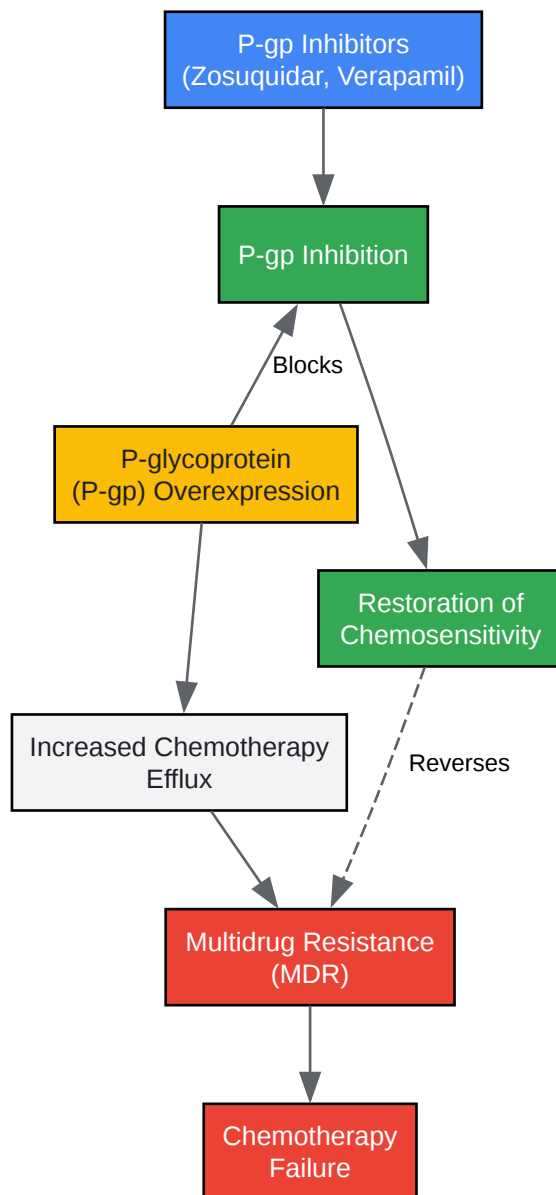 P-gp Inhibitors
(Zosuquidar, Verapamil)
P-gp Inhibition
Blocks
P-glycoprotein
(P-gp) Overexpression
Restoration of
Chemosensitivity
Increased Chemotherapy
Efflux
Reverses
Multidrug Resistance
(MDR)
Chemotherapy
Failure